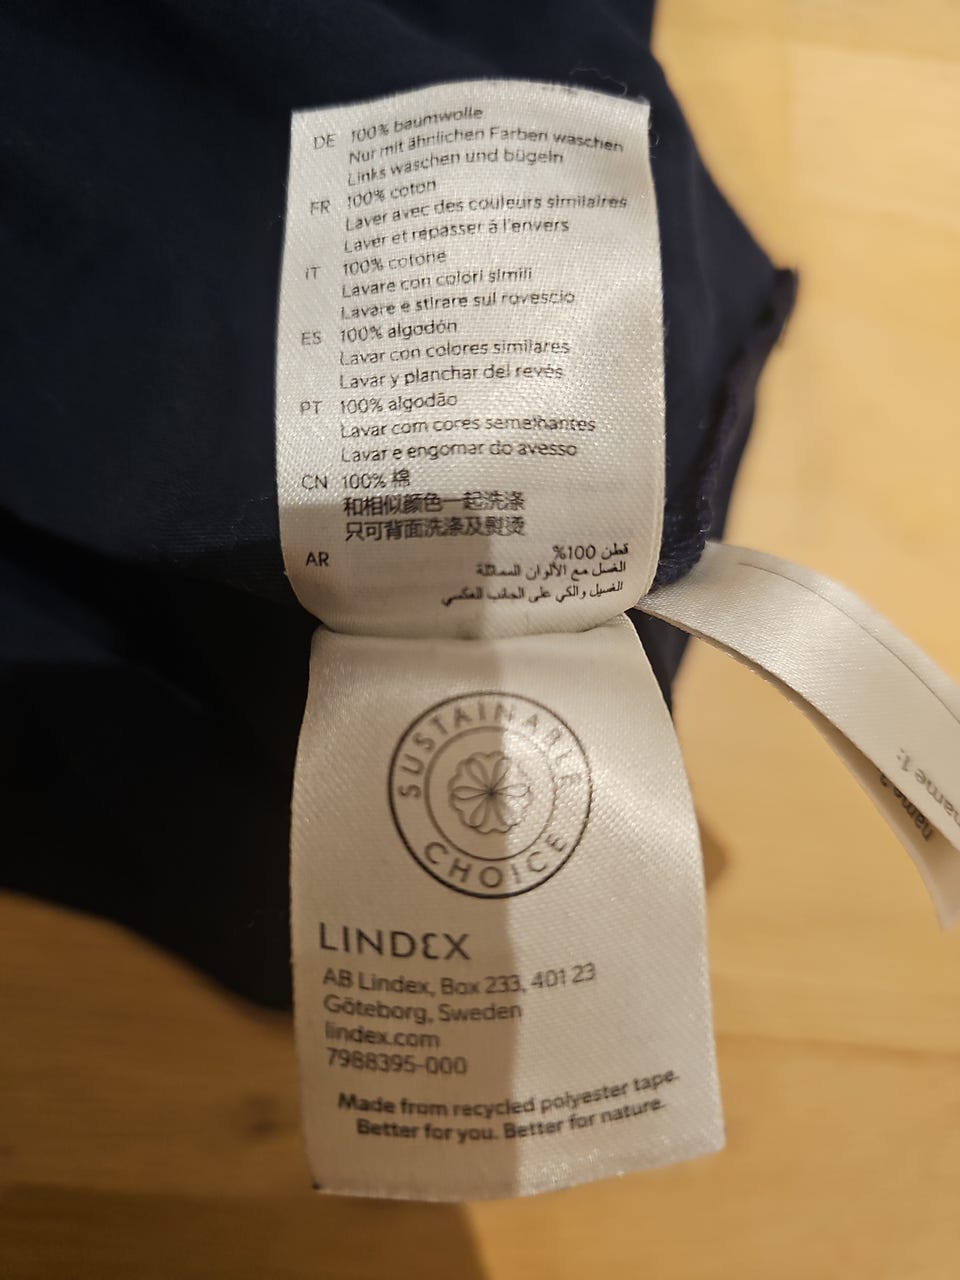 DE 100% baumwolle
Nur mit ähnlichen Farben waschen
Links waschen und bügeln
FR 100% coton
Laver avec des couleurs similaires
Laver et repasser à l'envers
IT 100% cotone
Lavare con colori simili
Lavare e stirare sul rovescio
ES 100% algodón
Lavar con colores similares
Lavar y planchar del revés
PT 100% algodão
Lavar com cores semelhantes
Lavar e engomar do avesso
CN 100% 棉
和相似颜色一起洗涤
只可背面洗涤及熨烫
AR قطن 100%
الغسل مع الألوان المماثلة
الغسيل والكي على الجانب العكسي
SUSTAINABLE
CHOICE
LINDEX
AB Lindex, Box 233, 401 23
Göteborg, Sweden
lindex.com
7988395-000
Made from recycled polyester tape.
Better for you. Better for nature.
name 1:
name 2